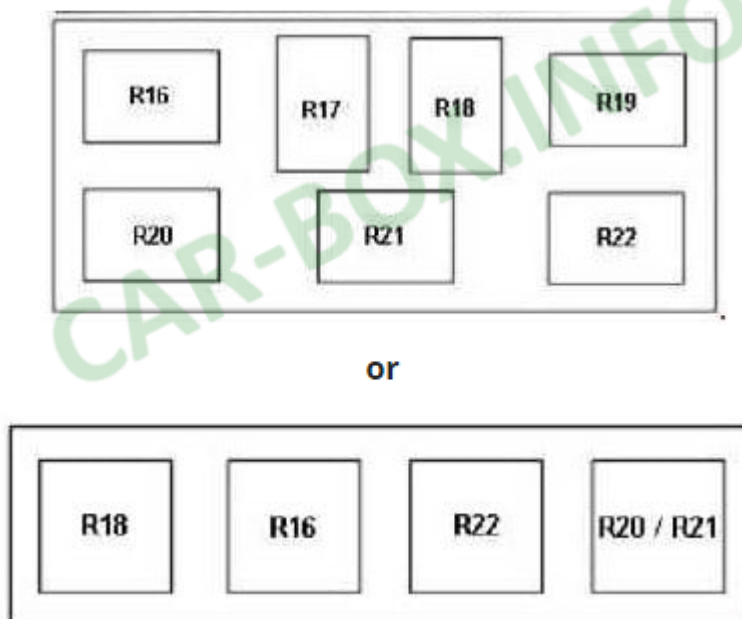 R16 R17 R18 R19
R20 R21 R22
CAR-BOX.INFO
or
R18 R16 R22 R20 / R21